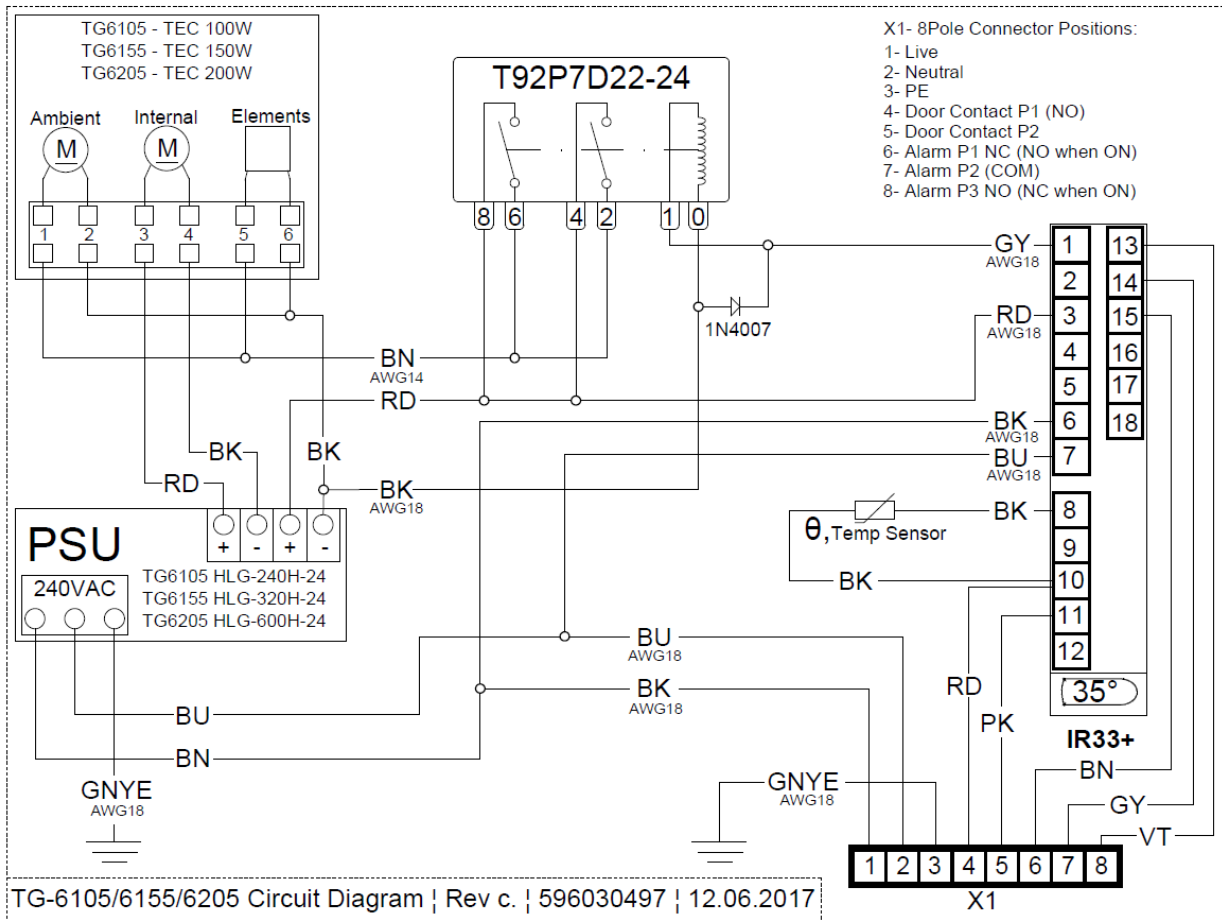 TG6105 - TEC 100W
TG6155 - TEC 150W
TG6205 - TEC 200W
Ambient
Internal
Elements
M
M
1
2
3
4
5
6
T92P7D22-24
8
6
4
2
1
0
X1- 8Pole Connector Positions:
1- Live
2- Neutral
3- PE
4- Door Contact P1 (NO)
5- Door Contact P2
6- Alarm P1 NC (NO when ON)
7- Alarm P2 (COM)
8- Alarm P3 NO (NC when ON)
GY
AWG18
1N4007
RD
AWG18
BN
AWG14
RD
BK
AWG18
BU
AWG18
BK
BK
RD
BK
AWG18
1
2
3
4
5
6
7
8
9
10
11
12
13
14
15
16
17
18
35°
IR33+
BK
θ,Temp Sensor
BK
PSU
+
-
+
-
240VAC
TG6105 HLG-240H-24
TG6155 HLG-320H-24
TG6205 HLG-600H-24
BU
AWG18
BK
AWG18
BU
BN
GNYE
AWG18
GNYE
AWG18
RD
PK
BN
GY
VT
1
2
3
4
5
6
7
8
X1
TG-6105/6155/6205 Circuit Diagram ¦ Rev c. ¦ 596030497 ¦ 12.06.2017